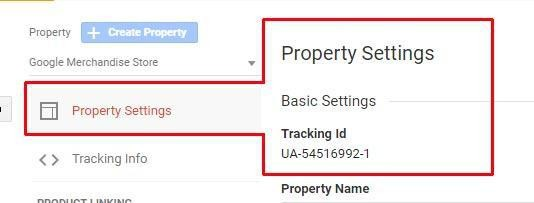 Property
+ Create Property
Google Merchandise Store
Property Settings
Tracking Info
PRODUCT LINKING
Property Settings
Basic Settings
Tracking Id
UA-54516992-1
Property Name